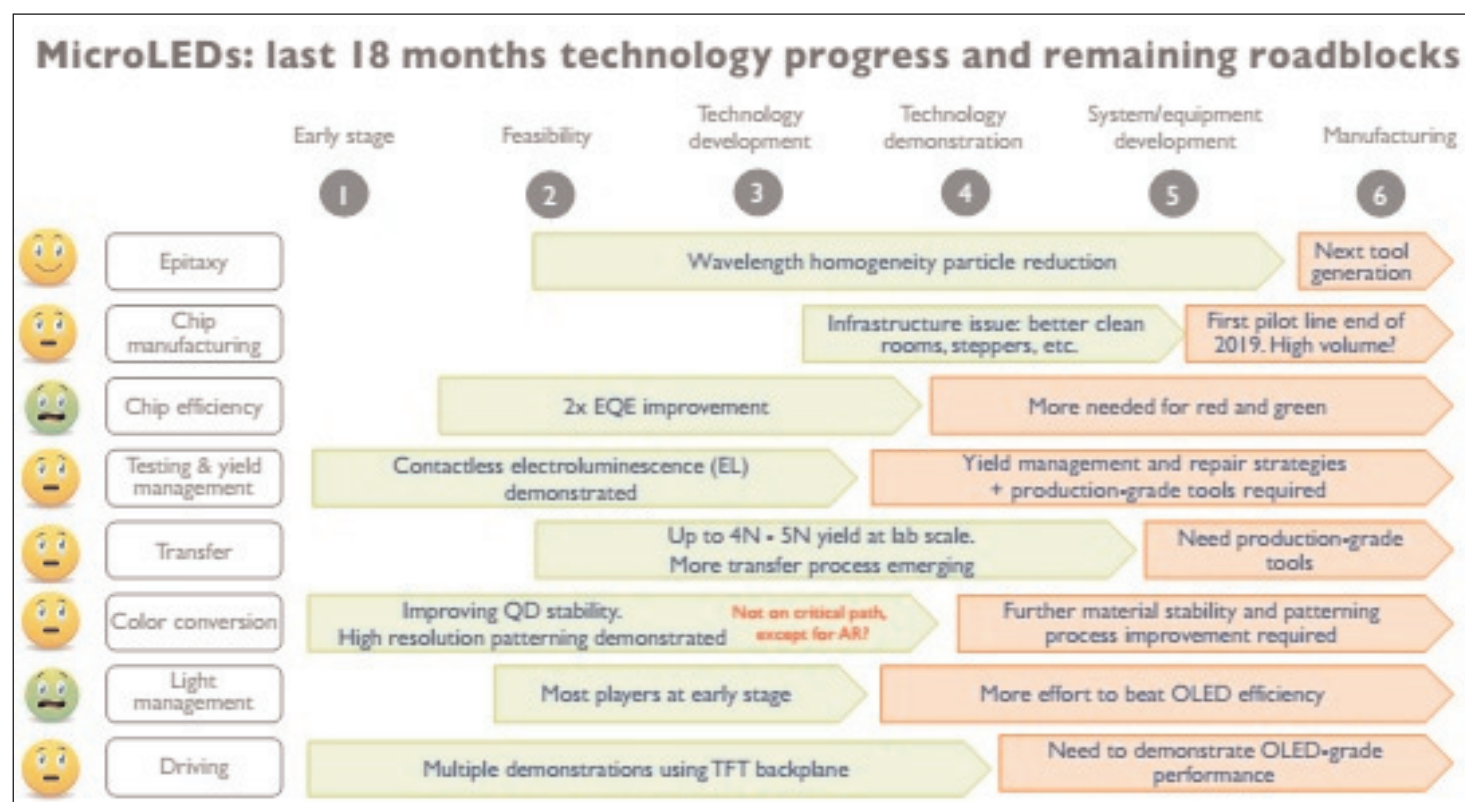 MicroLEDs: last 18 months technology progress and remaining roadblocks
Early stage
Feasibility
Technology
development
Technology
demonstration
System/equipment
development
Manufacturing
1
2
3
4
5
6
Epitaxy
Wavelength homogeneity particle reduction
Next tool
generation
Chip
manufacturing
Infrastructure issue: better clean
rooms, steppers, etc.
First pilot line end of
2019. High volume?
Chip efficiency
2x EQE improvement
More needed for red and green
Testing & yield
management
Contactless electroluminescence (EL)
demonstrated
Yield management and repair strategies
+ production-grade tools required
Transfer
Up to 4N - 5N yield at lab scale.
More transfer process emerging
Need production-grade
tools
Color conversion
Improving QD stability.
High resolution patterning demonstrated
Not on critical path,
except for AR?
Further material stability and patterning
process improvement required
Light
management
Most players at early stage
More effort to beat OLED efficiency
Driving
Multiple demonstrations using TFT backplane
Need to demonstrate OLED-grade
performance